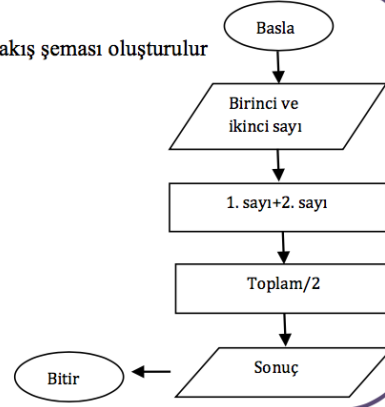 Basla
akış şeması oluşturulur
Birinci ve
ikinci sayı
1. sayı+2. sayı
Toplam/2
Sonuç
Bitir